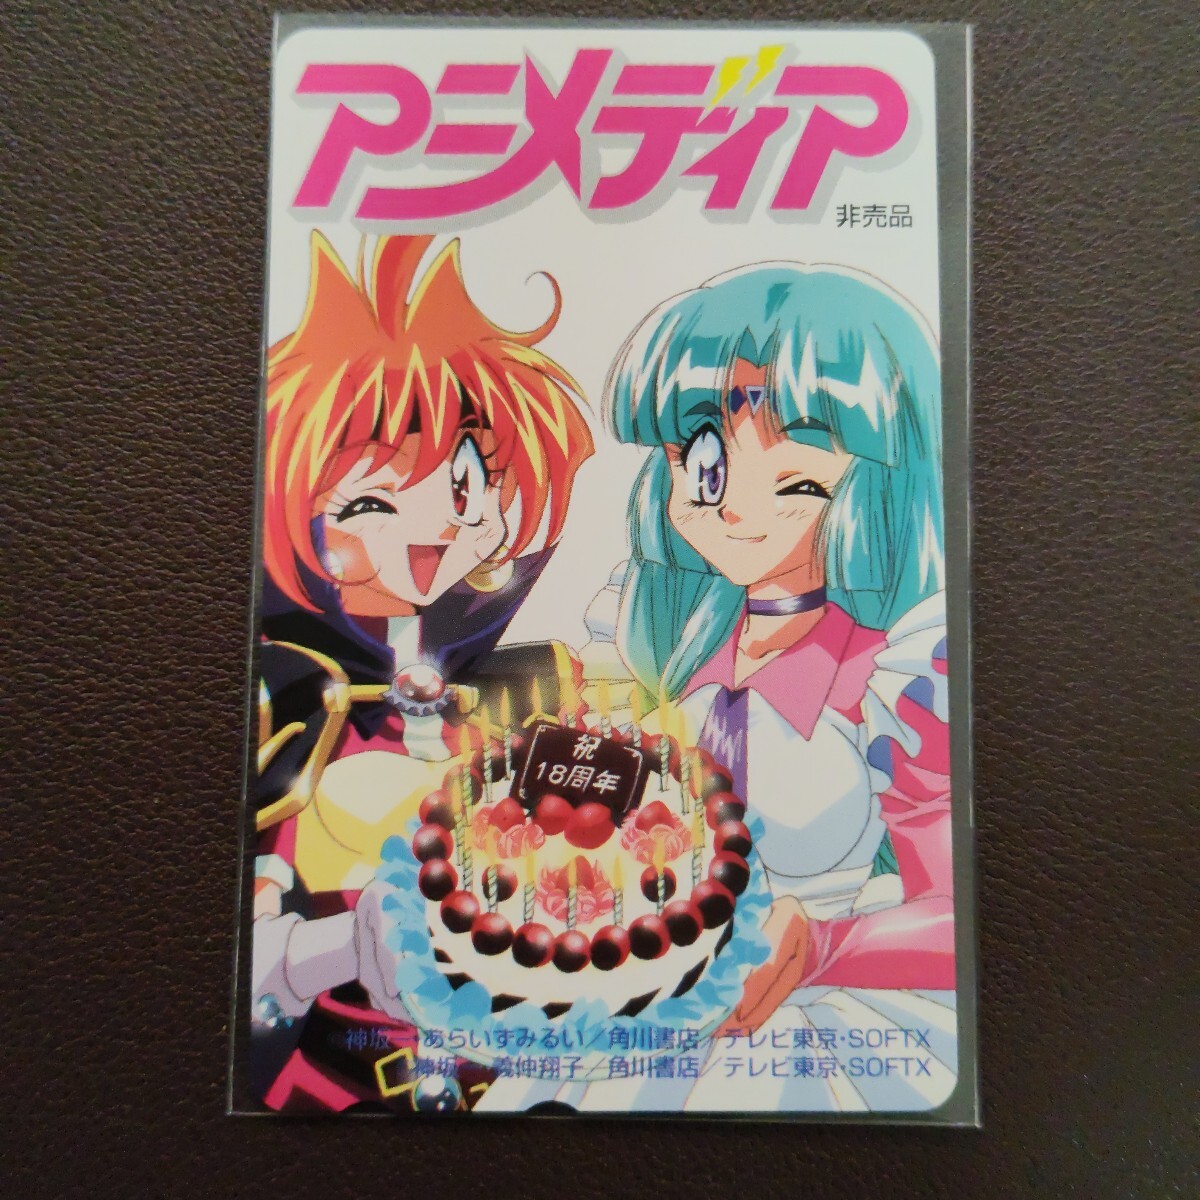 アニメディア
非売品
祝
18周年
神坂一・あらいずみるい／角川書店／テレビ東京・SOFTX
神坂一・義仲翔子／角川書店／テレビ東京・SOFTX